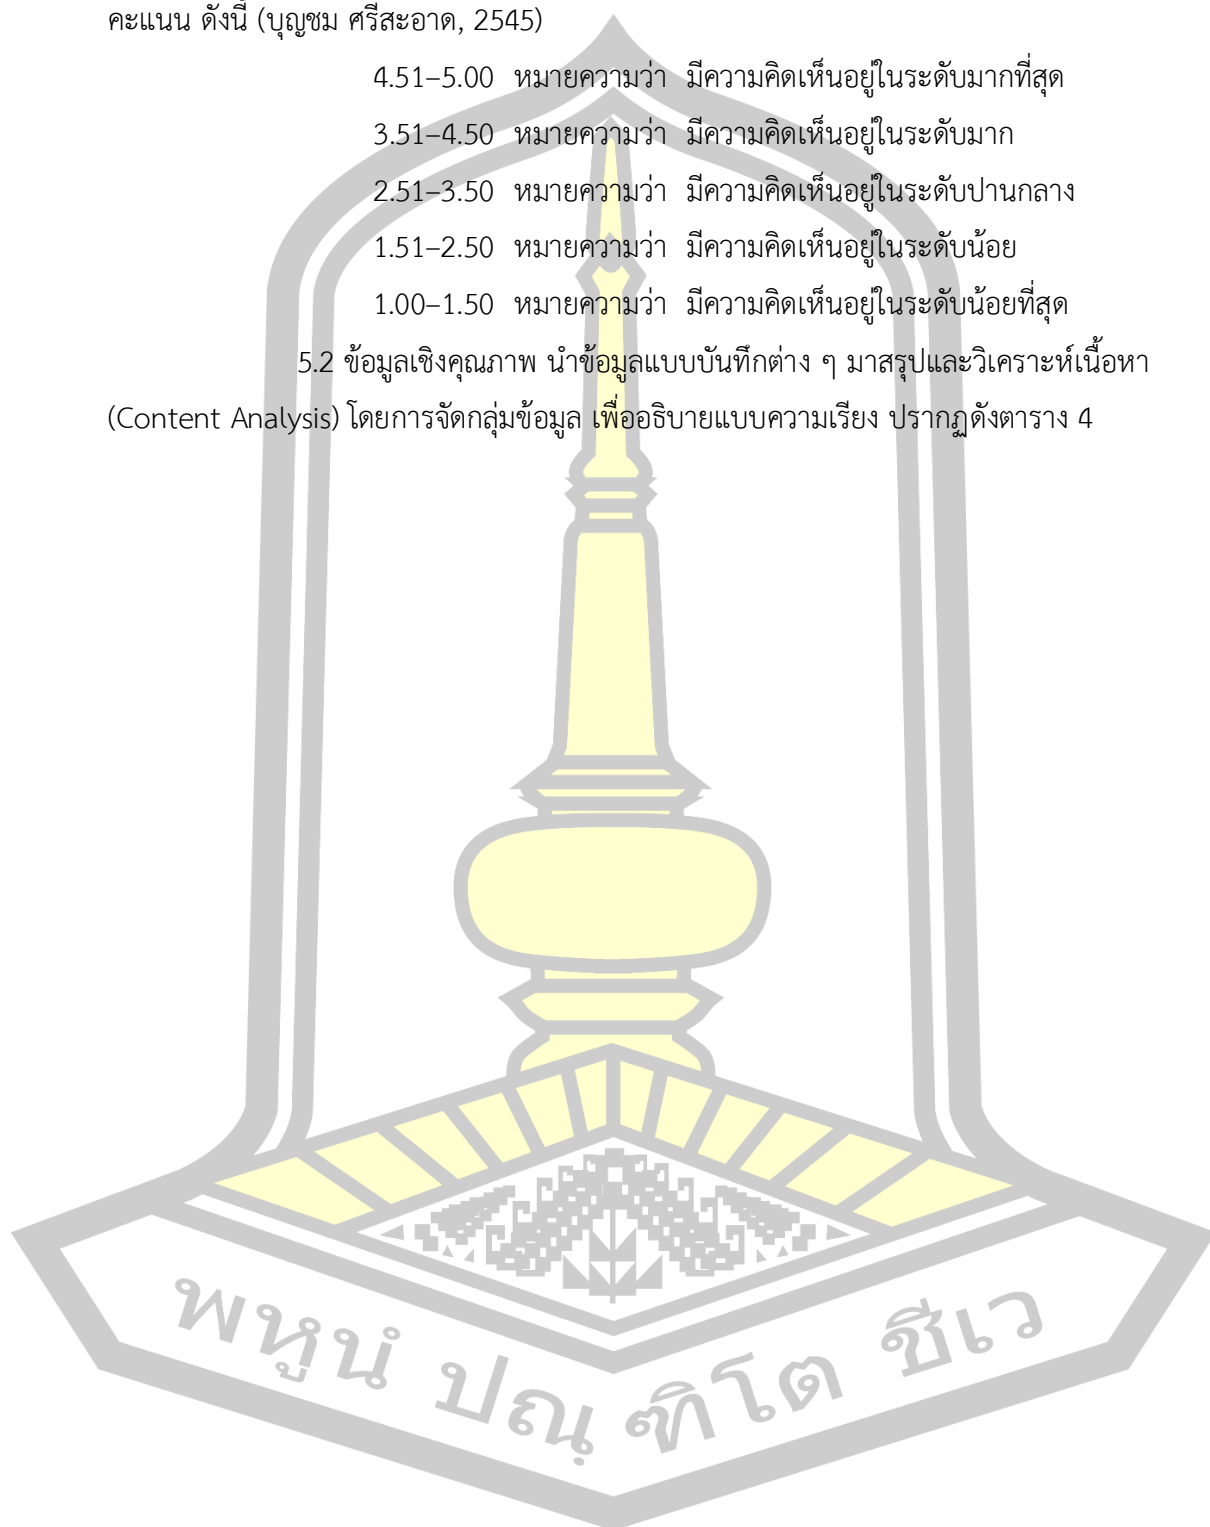 คะแนน ดังนี้ (บุญชม ศรีสะอาด, 2545)
4.51–5.00 หมายความว่า มีความคิดเห็นอยู่ในระดับมากที่สุด
3.51–4.50 หมายความว่า มีความคิดเห็นอยู่ในระดับมาก
2.51–3.50 หมายความว่า มีความคิดเห็นอยู่ในระดับปานกลาง
1.51–2.50 หมายความว่า มีความคิดเห็นอยู่ในระดับน้อย
1.00–1.50 หมายความว่า มีความคิดเห็นอยู่ในระดับน้อยที่สุด
5.2 ข้อมูลเชิงคุณภาพ นำข้อมูลแบบบันทึกต่าง ๆ มาสรุปและวิเคราะห์เนื้อหา
(Content Analysis) โดยการจัดกลุ่มข้อมูล เพื่ออธิบายแบบความเรียง ปรากฏดังตาราง 4
พหูนํ ปณฺฑิโต ชีเว